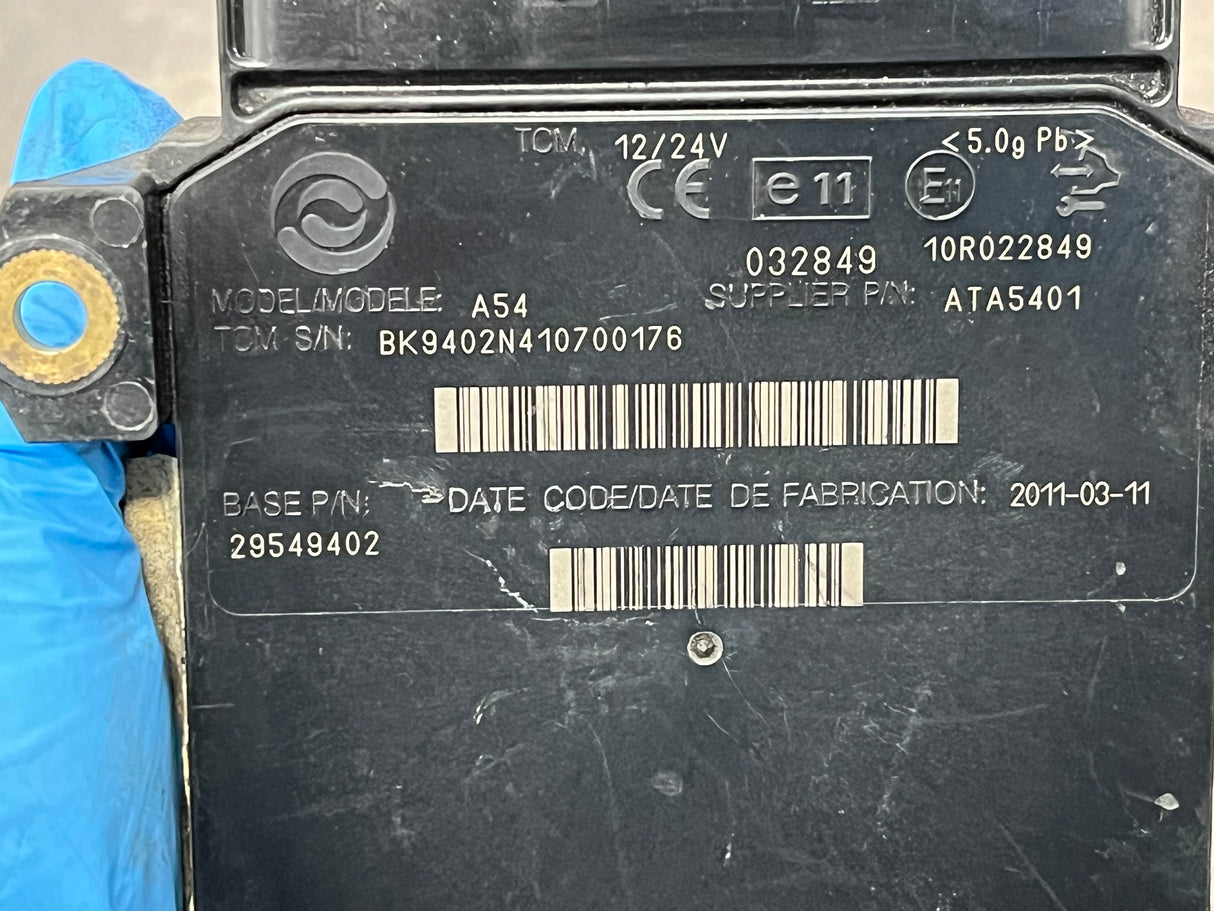 TCM, 12/24V <5.0g Pb>
CE e11 E11
032849 10R022849
MODEL/MODELE: A54 SUPPLIER P/N: ATA5401
TCM S/N: BK9402N410700176
BASE P/N: DATE CODE/DATE DE FABRICATION: 2011-03-11
29549402